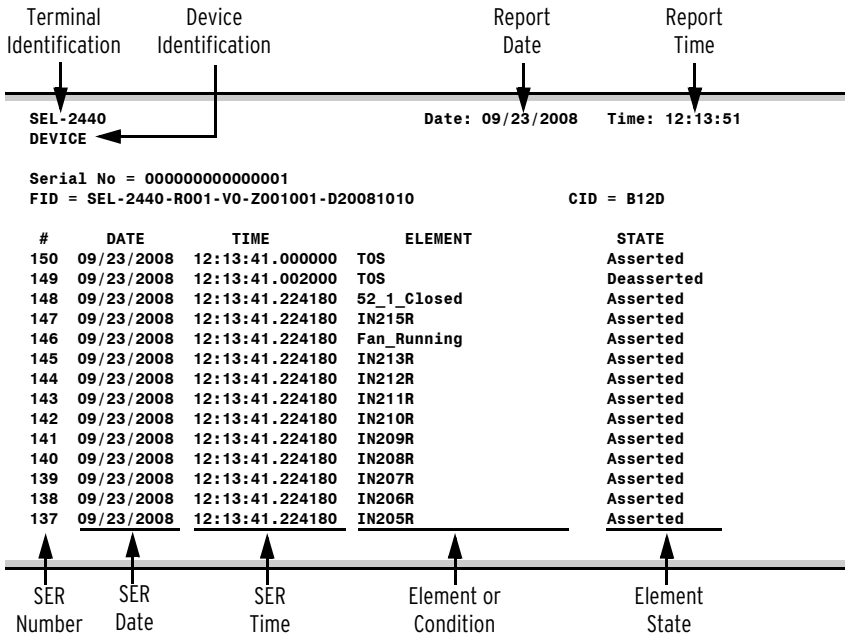 Terminal Identification
Device Identification
Report Date
Report Time
SEL-2440 Date: 09/23/2008 Time: 12:13:51
DEVICE
Serial No = 000000000000001
FID = SEL-2440-R001-V0-Z001001-D20081010 CID = B12D
# DATE TIME ELEMENT STATE
150 09/23/2008 12:13:41.000000 TOS Asserted
149 09/23/2008 12:13:41.002000 TOS Deasserted
148 09/23/2008 12:13:41.224180 52_1_Closed Asserted
147 09/23/2008 12:13:41.224180 IN215R Asserted
146 09/23/2008 12:13:41.224180 Fan_Running Asserted
145 09/23/2008 12:13:41.224180 IN213R Asserted
144 09/23/2008 12:13:41.224180 IN212R Asserted
143 09/23/2008 12:13:41.224180 IN211R Asserted
142 09/23/2008 12:13:41.224180 IN210R Asserted
141 09/23/2008 12:13:41.224180 IN209R Asserted
140 09/23/2008 12:13:41.224180 IN208R Asserted
139 09/23/2008 12:13:41.224180 IN207R Asserted
138 09/23/2008 12:13:41.224180 IN206R Asserted
137 09/23/2008 12:13:41.224180 IN205R Asserted
SER Number
SER Date
SER Time
Element or Condition
Element State